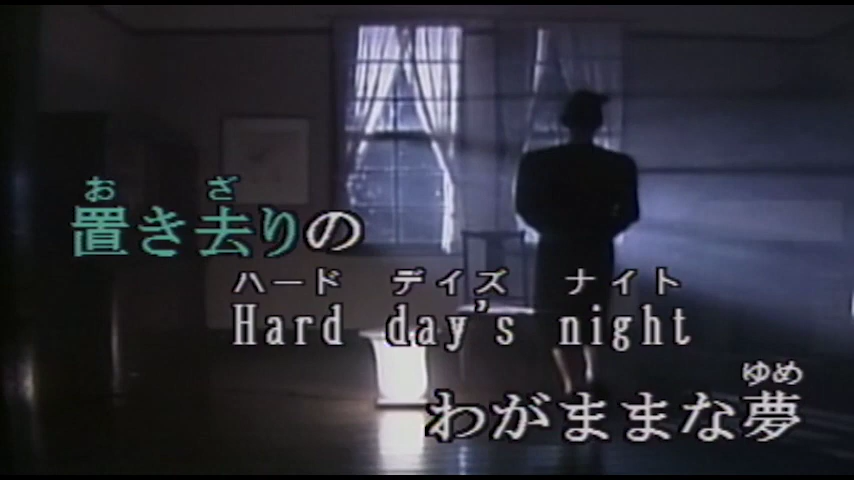 お ざ
置き去りの
ハード デイズ ナイト
Hard day's night
ゆめ
わがままな夢